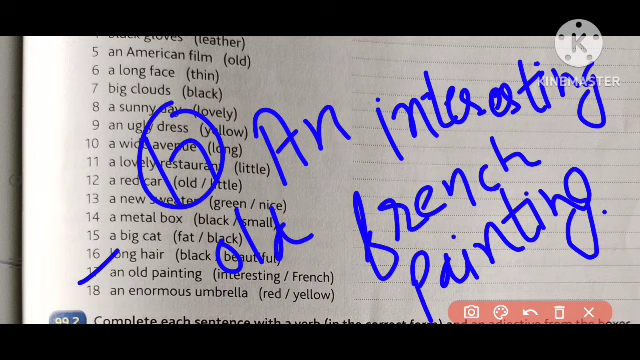 black gloves (leather)
5 an American film (old)
6 a long face (thin)
7 big clouds (black)
8 a sunny day (lovely)
9 an ugly dress (yellow)
10 a wide avenue (long)
11 a lovely restaurant (little)
12 a red car (old / little)
13 a new sweater (green / nice)
14 a metal box (black / small)
15 a big cat (fat / black)
16 long hair (black / beautiful)
17 an old painting (interesting / French)
18 an enormous umbrella (red / yellow)
99.2 Complete each sentence with a verb (in the correct form) and an adjective from the boxes
17
An interesting
old french
painting.
K
KINEMASTER